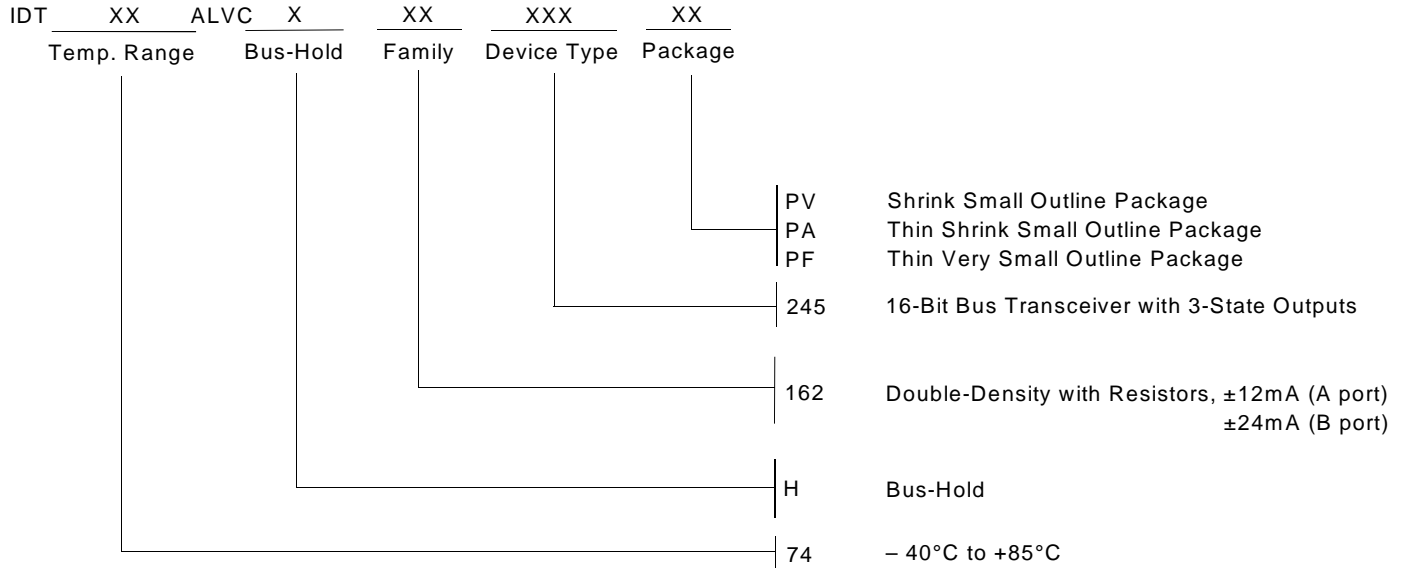 IDT XX ALVC X XX XXX XX
Temp. Range Bus-Hold Family Device Type Package
PV Shrink Small Outline Package
PA Thin Shrink Small Outline Package
PF Thin Very Small Outline Package
245 16-Bit Bus Transceiver with 3-State Outputs
162 Double-Density with Resistors, ±12mA (A port)
±24mA (B port)
H Bus-Hold
74 – 40°C to +85°C